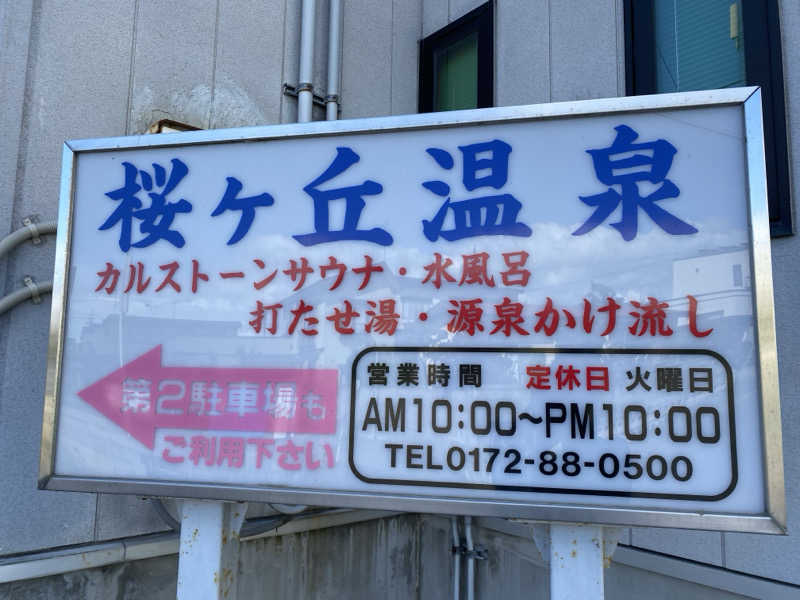 桜ヶ丘温泉
カルストーンサウナ・水風呂
打たせ湯・源泉かけ流し
第2駐車場も
ご利用下さい
営業時間 定休日 火曜日
AM10:00～PM10:00
TEL0172-88-0500